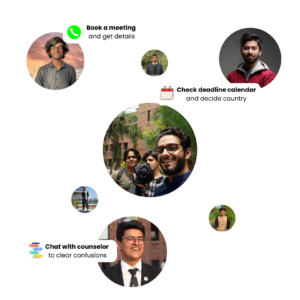 Book a meeting
and get details
Check deadline calendar
and decide country
Chat with counselor
to clear confusions